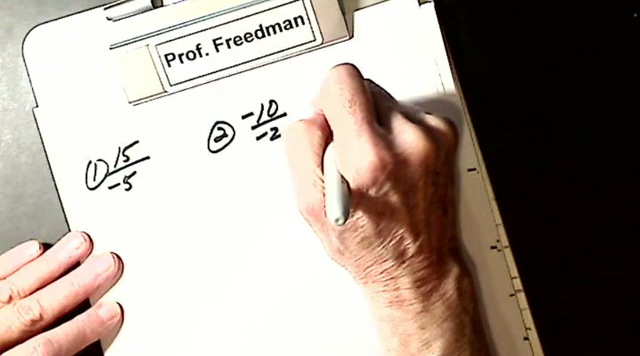 Prof. Freedman
① 15/-5
② -10/-2